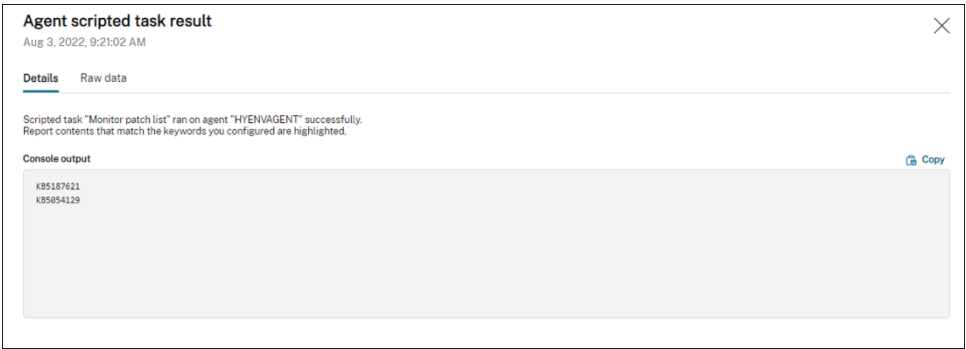 Agent scripted task result
Aug 3, 2022, 9:21:02 AM
Details Raw data
Scripted task "Monitor patch list" ran on agent "HYENVAGENT" successfully.
Report contents that match the keywords you configured are highlighted.
Console output Copy
KB5187621
KB5054129